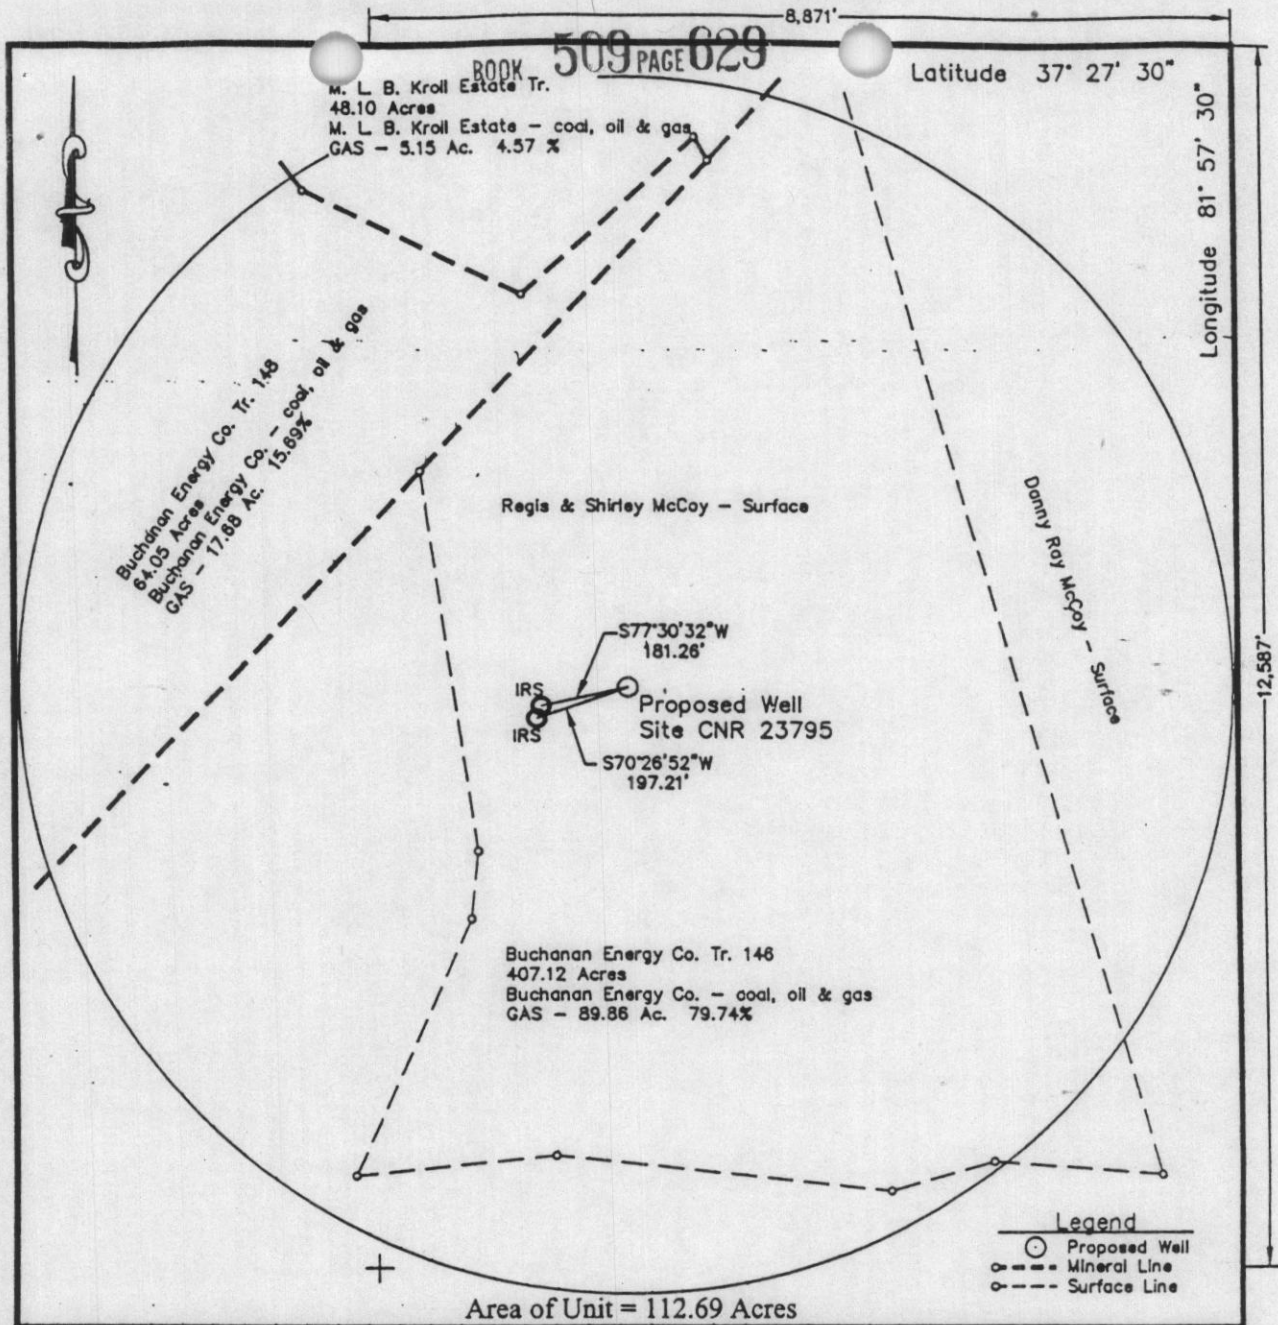 8,871'
BOOK 509 PAGE 629
Latitude 37° 27' 30"
Longitude 81° 57' 30"
M. L. B. Kroll Estate Tr.
48.10 Acres
M. L. B. Kroll Estate - coal, oil & gas
GAS - 5.15 Ac. 4.57 %
Buchanan Energy Co. Tr. 148
64.05 Acres
Buchanan Energy Co. - coal, oil & gas
GAS - 17.68 Ac. 15.69%
Regis & Shirley McCoy - Surface
Danny Ray McCoy - Surface
12,587'
S77°30'32"W
181.26'
IRS
Proposed Well
Site CNR 23795
IRS
S70°26'52"W
197.21'
Buchanan Energy Co. Tr. 146
407.12 Acres
Buchanan Energy Co. - coal, oil & gas
GAS - 89.86 Ac. 79.74%
Legend
Proposed Well
Mineral Line
Surface Line
Area of Unit = 112.69 Acres